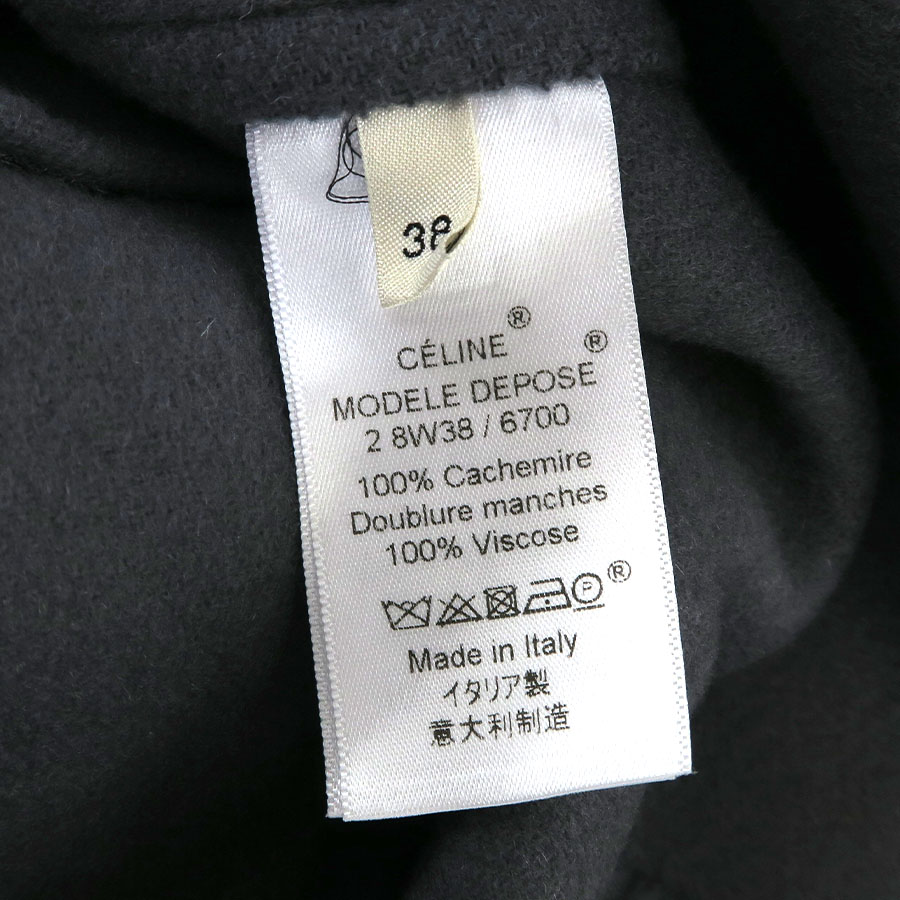 38
CÉLINE®
MODELE DEPOSE®
2 8W38 / 6700
100% Cachemire
Doublure manches
100% Viscose
P ®
Made in Italy
イタリア製
意大利制造